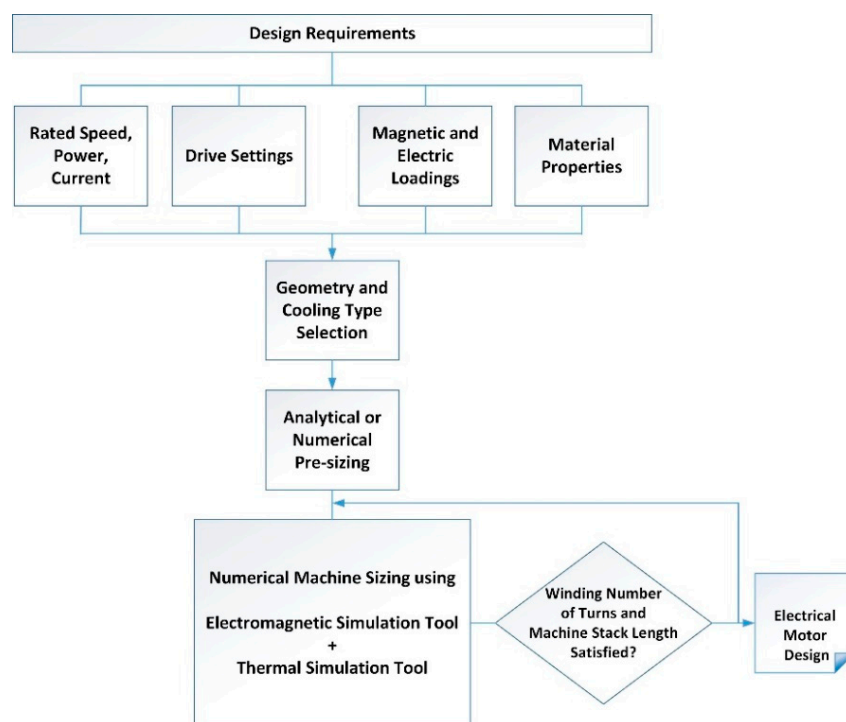 Design Requirements
Rated Speed,
Power,
Current
Drive Settings
Magnetic and
Electric
Loadings
Material
Properties
Geometry and
Cooling Type
Selection
Analytical or
Numerical
Pre-sizing
Numerical Machine Sizing using
Electromagnetic Simulation Tool
+
Thermal Simulation Tool
Winding Number
of Turns and
Machine Stack Length
Satisfied?
Electrical
Motor
Design